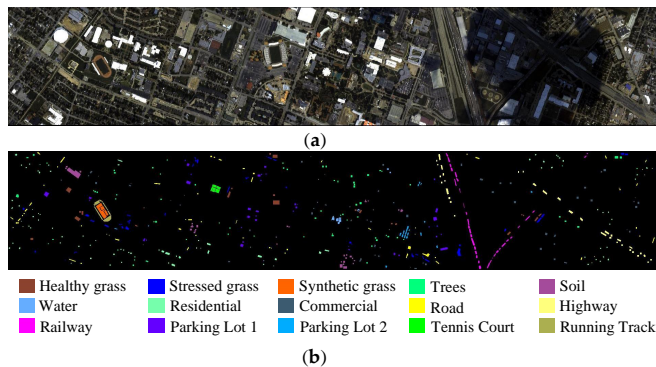 (a)
Healthy grass Stressed grass Synthetic grass Trees Soil
Water Residential Commercial Road Highway
Railway Parking Lot 1 Parking Lot 2 Tennis Court Running Track
(b)